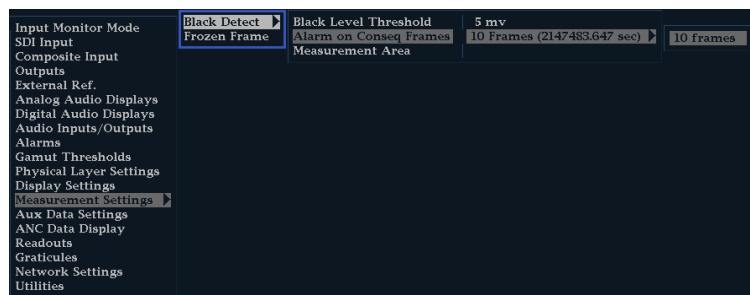 Input Monitor Mode
SDI Input
Composite Input
Outputs
External Ref.
Analog Audio Displays
Digital Audio Displays
Audio Inputs/Outputs
Alarms
Gamut Thresholds
Physical Layer Settings
Display Settings
Measurement Settings
Aux Data Settings
ANC Data Display
Readouts
Graticules
Network Settings
Utilities
Black Detect
Frozen Frame
Black Level Threshold 5 mv
Alarm on Conseq Frames 10 Frames (2147483.647 sec) 10 frames
Measurement Area